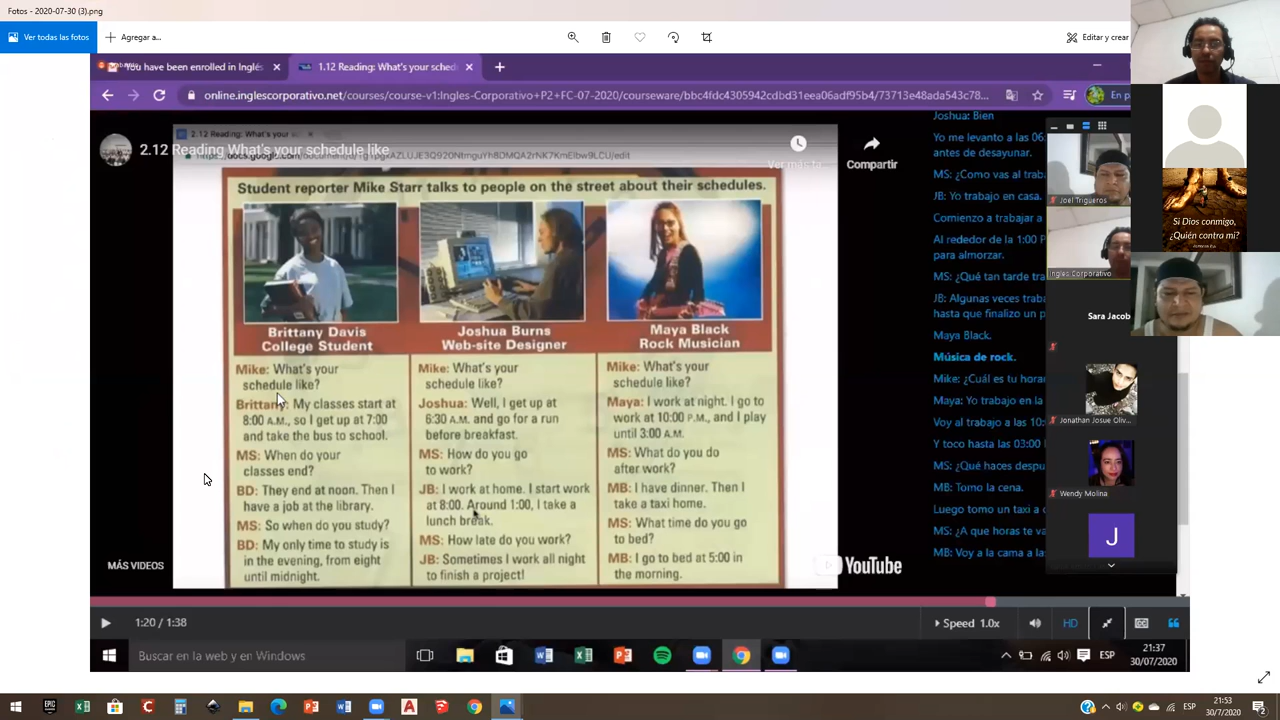 Fotos - 2020-07-30 (3).png
Ver todas las fotos
Agregar a...
Editar y crear
You have been enrolled in Inglés
1.12 Reading: What's your sched
online.inglescorporativo.net/courses/course-v1:Ingles-Corporativo+P2+FC-07-2020/courseware/bbc4fdc4305942cdbd31eea06adf95b4/73713e48ada543c78...
En pa
2.12 Reading: What's your s
2.12 Reading What's your schedule like
Ver más ta...
Compartir
Student reporter Mike Starr talks to people on the street about their schedules.
Brittany Davis
College Student
Mike: What's your
schedule like?
Brittany: My classes start at
8:00 A.M., so I get up at 7:00
and take the bus to school.
MS: When do your
classes end?
BD: They end at noon. Then I
have a job at the library.
MS: So when do you study?
BD: My only time to study is
in the evening, from eight
until midnight.
Joshua Burns
Web-site Designer
Mike: What's your
schedule like?
Joshua: Well, I get up at
6:30 A.M. and go for a run
before breakfast.
MS: How do you go
to work?
JB: I work at home. I start work
at 8:00. Around 1:00, I take a
lunch break.
MS: How late do you work?
JB: Sometimes I work all night
to finish a project!
Maya Black
Rock Musician
Mike: What's your
schedule like?
Maya: I work at night. I go to
work at 10:00 P.M., and I play
until 3:00 A.M.
MS: What do you do
after work?
MB: I have dinner. Then I
take a taxi home.
MS: What time do you go
to bed?
MB: I go to bed at 5:00 in
the morning.
Joshua: Bien
Yo me levanto a las 06:
antes de desayunar.
MS: ¿Como vas al trab
JB: Yo trabajo en casa.
Comienzo a trabajar a
Al rededor de la 1:00 P
para almorzar.
MS: ¿Qué tan tarde tra
JB: Algunas veces traba
hasta que finalizo un p
Maya Black.
Música de rock.
Mike: ¿Cuál es tu hora
Maya: Yo trabajo en la
Voy al trabajo a las 10:
Y toco hasta las 03:00
MS: ¿Qué haces despu
MB: Tomo la cena.
Luego tomo un taxi a c
MS: ¿A que horas te va
MB: Voy a la cama a la
Joel Trigueros
Ingles Corporativo
Sara Jacob
Jonathan Josue Oliv...
Wendy Molina
J
Si Dios conmigo,
¿Quién contra mi?
MÁS VIDEOS
YouTube
1:20 / 1:38
Speed 1.0x
HD
Buscar en la web y en Windows
ESP
21:37
30/07/2020
EPIC
ESP
21:53
30/7/2020
2